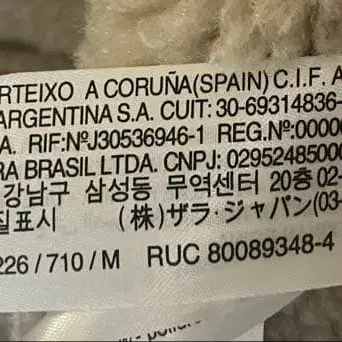 RTEIXO A CORUÑA(SPAIN) C.I.F. A
ARGENTINA S.A. CUIT: 30-69314836-
A. RIF:NºJ30536946-1 REG.Nº:0000
RA BRASIL LTDA. CNPJ: 0295248500
강남구 삼성동 무역센터 20층 02-
질표시 (株)ザラ・ジャパン(03-
226 / 710 / M RUC 80089348-4